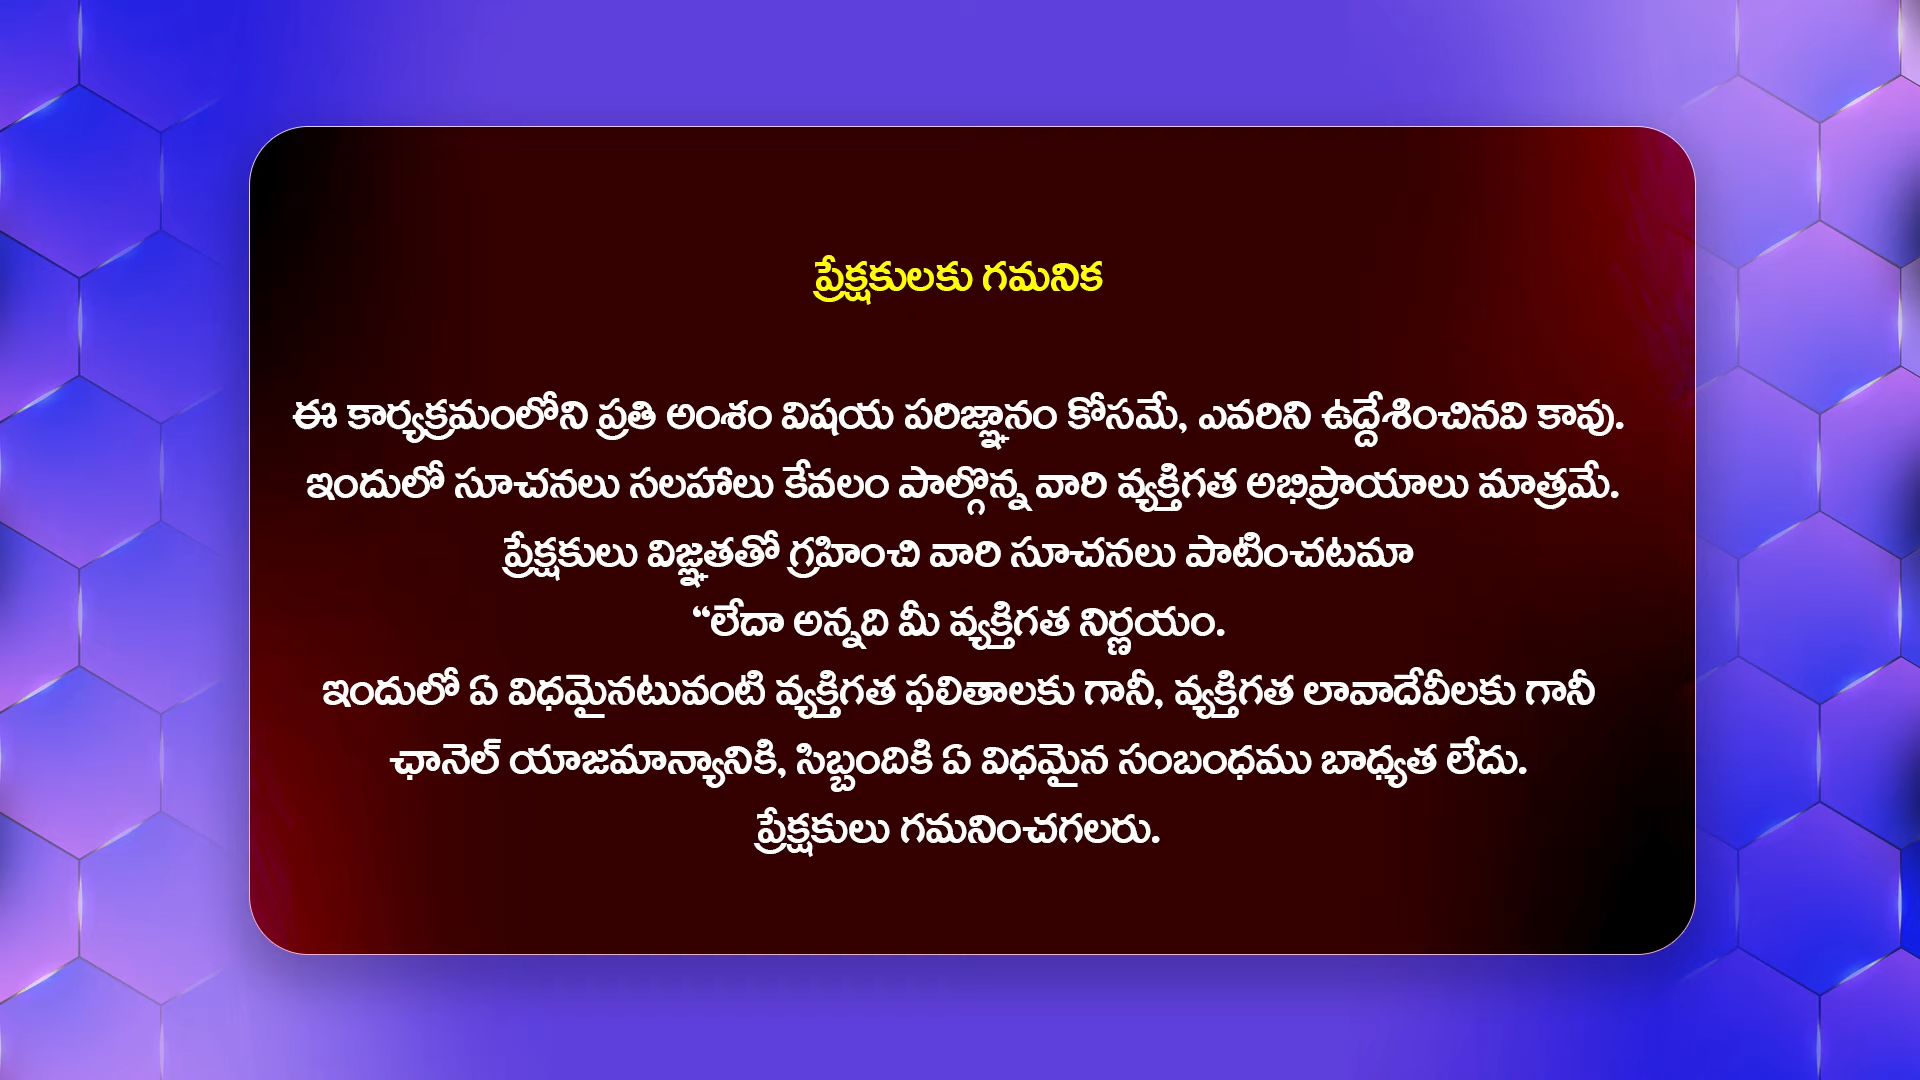 ప్రేక్షకులకు గమనిక
ఈ కార్యక్రమంలోని ప్రతి అంశం విషయ పరిజ్ఞానం కోసమే, ఎవరిని ఉద్దేశించినవి కావు.
ఇందులో సూచనలు సలహాలు కేవలం పాల్గొన్న వారి వ్యక్తిగత అభిప్రాయాలు మాత్రమే.
ప్రేక్షకులు విజ్ఞతతో గ్రహించి వారి సూచనలు పాటించటమా
“లేదా అన్నది మీ వ్యక్తిగత నిర్ణయం.
ఇందులో ఏ విధమైనటువంటి వ్యక్తిగత ఫలితాలకు గానీ, వ్యక్తిగత లావాదేవీలకు గానీ
ఛానెల్ యాజమాన్యానికి, సిబ్బందికి ఏ విధమైన సంబంధము బాధ్యత లేదు.
ప్రేక్షకులు గమనించగలరు.